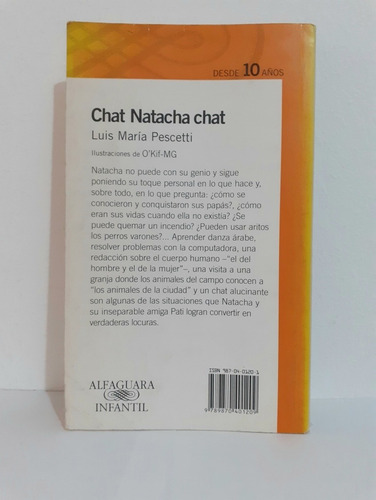 DESDE 10 AÑOS
Chat Natacha chat
Luis María Pescetti
Ilustraciones de O'Kif-MG
Natacha no puede con su genio y sigue
poniendo su toque personal en lo que hace y,
sobre todo, en lo que pregunta: ¿cómo se
conocieron y conquistaron sus papás?, ¿cómo
eran sus vidas cuando ella no existía? ¿Se
puede quemar un incendio? ¿Pueden usar aritos
los perros varones?... Aprender danza árabe,
resolver problemas con la computadora, una
redacción sobre el cuerpo humano –"el del
hombre y el de la mujer"–, una visita a una
granja donde los animales del campo conocen a
"los animales de la ciudad" y un chat alucinante
son algunas de las situaciones que Natacha y
su inseparable amiga Pati logran convertir en
verdaderas locuras.
ALFAGUARA
INFANTIL
ISBN 987-04-0120-1
9789870401209